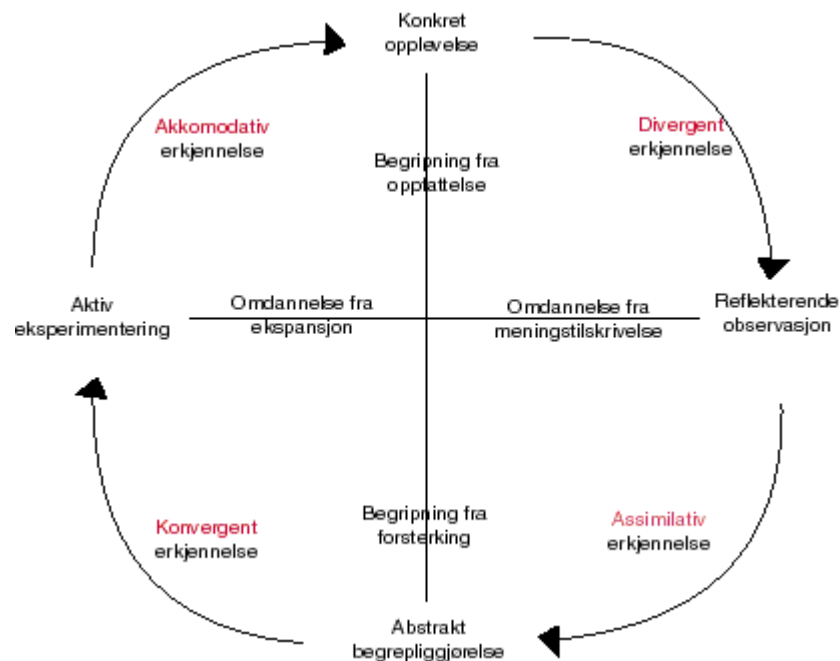 Konkret
opplevelse
Akkomodativ
erkjennelse
Divergent
erkjennelse
Begripning fra
oppfattelse
Aktiv
eksperimentering
Omdannelse fra
ekspansjon
Omdannelse fra
meningstilskrivelse
Reflekterende
observasjon
Konvergent
erkjennelse
Begripning fra
forsterking
Assimilativ
erkjennelse
Abstrakt
begrepliggjørelse